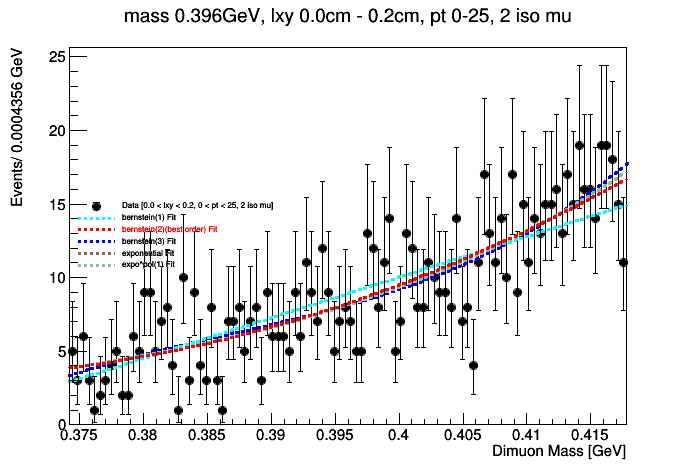 mass 0.396GeV, lxy 0.0cm - 0.2cm, pt 0-25, 2 iso mu
Events/ 0.0004356 GeV
25
20
15
10
5
0
Data [0.0 < lxy < 0.2, 0 < pt < 25, 2 iso mu]
bernstein(1) Fit
bernstein(2)(best order) Fit
bernstein(3) Fit
exponential Fit
expo*pol(1) Fit
0.375 0.38 0.385 0.39 0.395 0.4 0.405 0.41 0.415
Dimuon Mass [GeV]